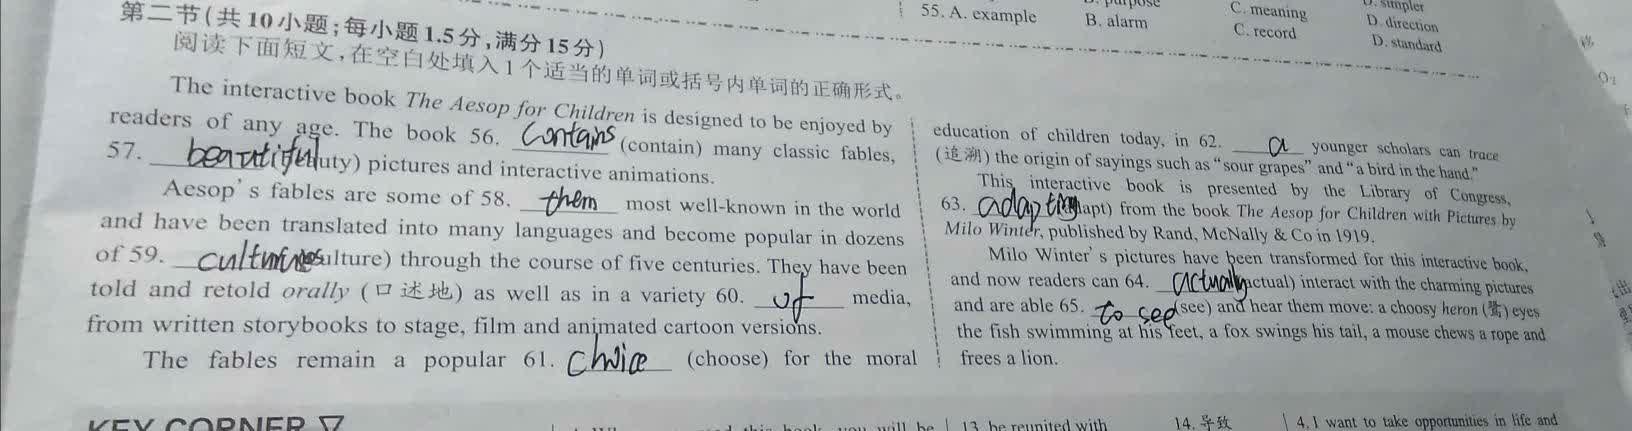 第二节(共10小题;每小题1.5分,满分15分)
阅读下面短文,在空白处填入1个适当的单词或括号内单词的正确形式。
The interactive book The Aesop for Children is designed to be enjoyed by
readers of any age. The book 56. Contains (contain) many classic fables,
57. beautiful uty) pictures and interactive animations.
Aesop's fables are some of 58. them most well-known in the world
and have been translated into many languages and become popular in dozens
of 59. culture) through the course of five centuries. They have been
told and retold orally (口述地) as well as in a variety 60. of media,
from written storybooks to stage, film and animated cartoon versions.
The fables remain a popular 61. choice (choose) for the moral
55. A. example B. alarm C. record D. standard
C. meaning D. simpler
D. direction
education of children today, in 62. a younger scholars can trace
(追溯) the origin of sayings such as "sour grapes" and "a bird in the hand."
This interactive book is presented by the Library of Congress,
63. adapting apt) from the book The Aesop for Children with Pictures by
Milo Winter, published by Rand, McNally & Co in 1919.
Milo Winter's pictures have been transformed for this interactive book,
and now readers can 64. actually actual) interact with the charming pictures
and are able 65. to see (see) and hear them move: a choosy heron (鹭) eyes
the fish swimming at his feet, a fox swings his tail, a mouse chews a rope and
frees a lion.
KEY CORNER
this book you will be
13. be reunited with
14. 导致
4. I want to take opportunities in life and